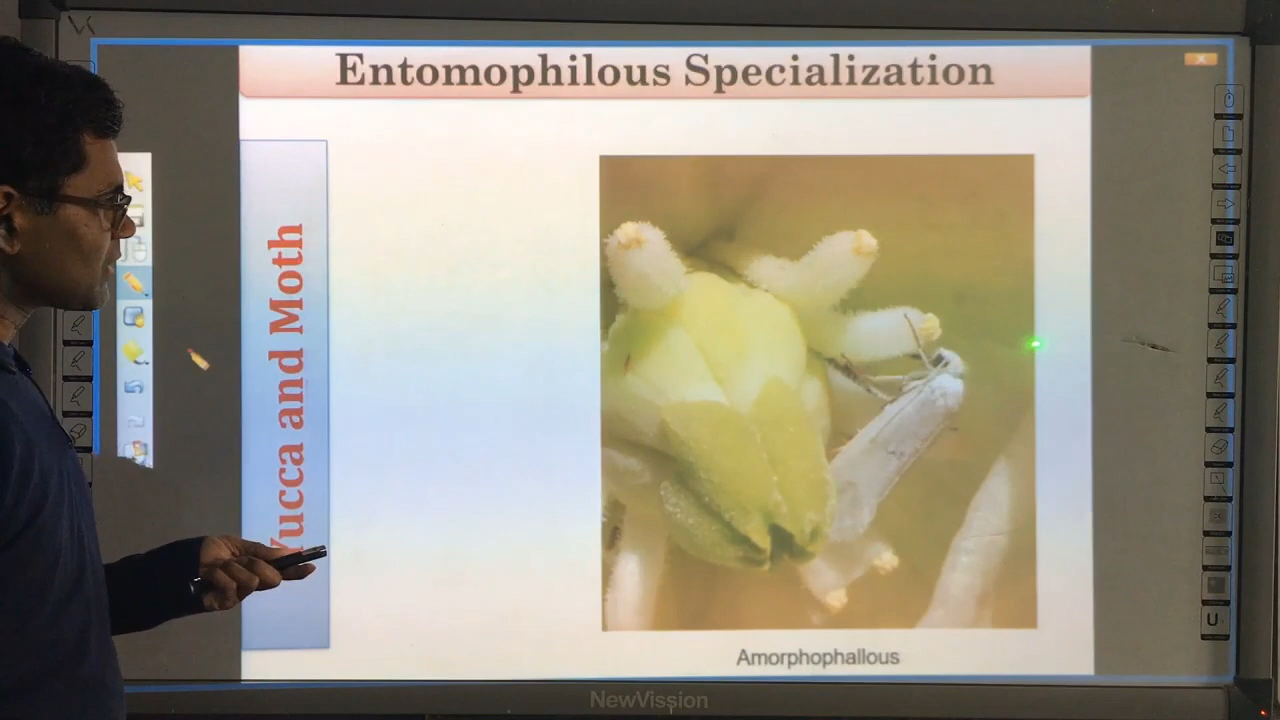 Entomophilous Specialization
X
Yucca and Moth
Amorphophallous
NewVission
U